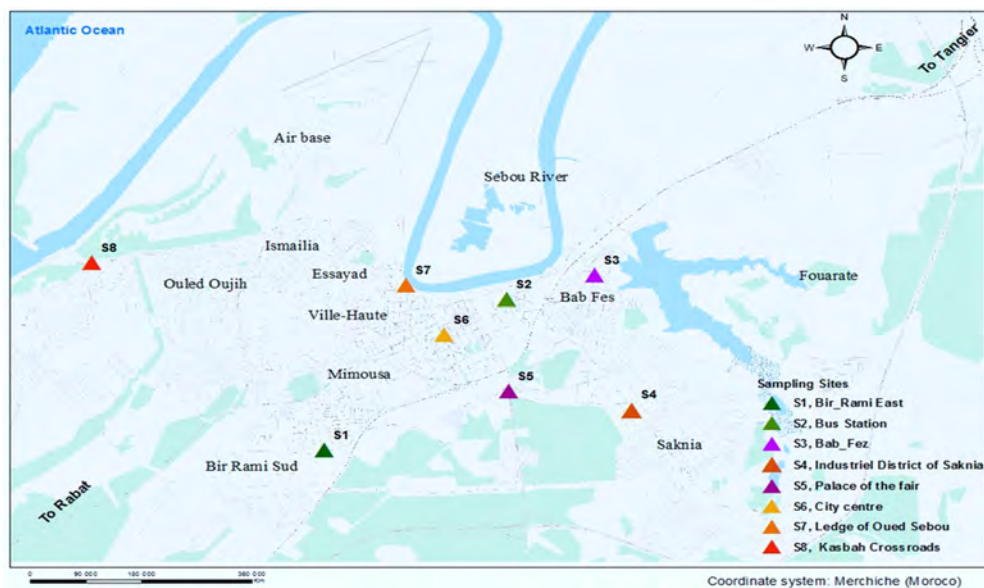 Atlantic Ocean
N
W E
S
To Tangier
Air base
Sebou River
S8
Ismailia
Ouled Oujih
Essayad
S7
S3
Fouarate
S2
Bab Fes
Ville-Haute
S6
Mimousa
S5
S4
Saknia
S1
Bir Rami Sud
To Rabat
Sampling Sites
S1, Bir_Rami East
S2, Bus Station
S3, Bab_Fez
S4, Industriel District of Saknia
S5, Palace of the fair
S6, City centre
S7, Ledge of Oued Sebou
S8, Kasbah Crossroads
Coordinate system: Merchiche (Moroco)